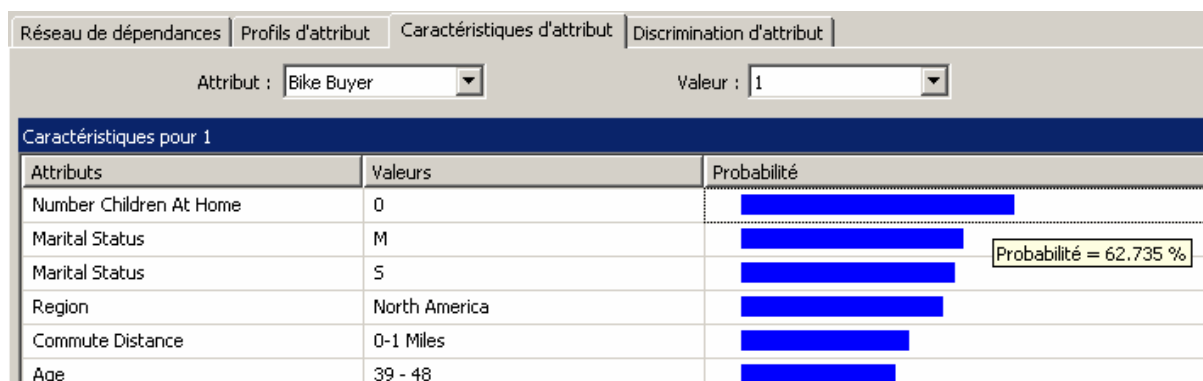 Réseau de dépendances Profils d'attribut Caractéristiques d'attribut Discrimination d'attribut
Attribut : Bike Buyer Valeur : 1
Caractéristiques pour 1
Attributs Valeurs Probabilité
Number Children At Home 0
Marital Status M
Probabilité = 62.735 %
Marital Status S
Region North America
Commute Distance 0-1 Miles
Age 39 - 48